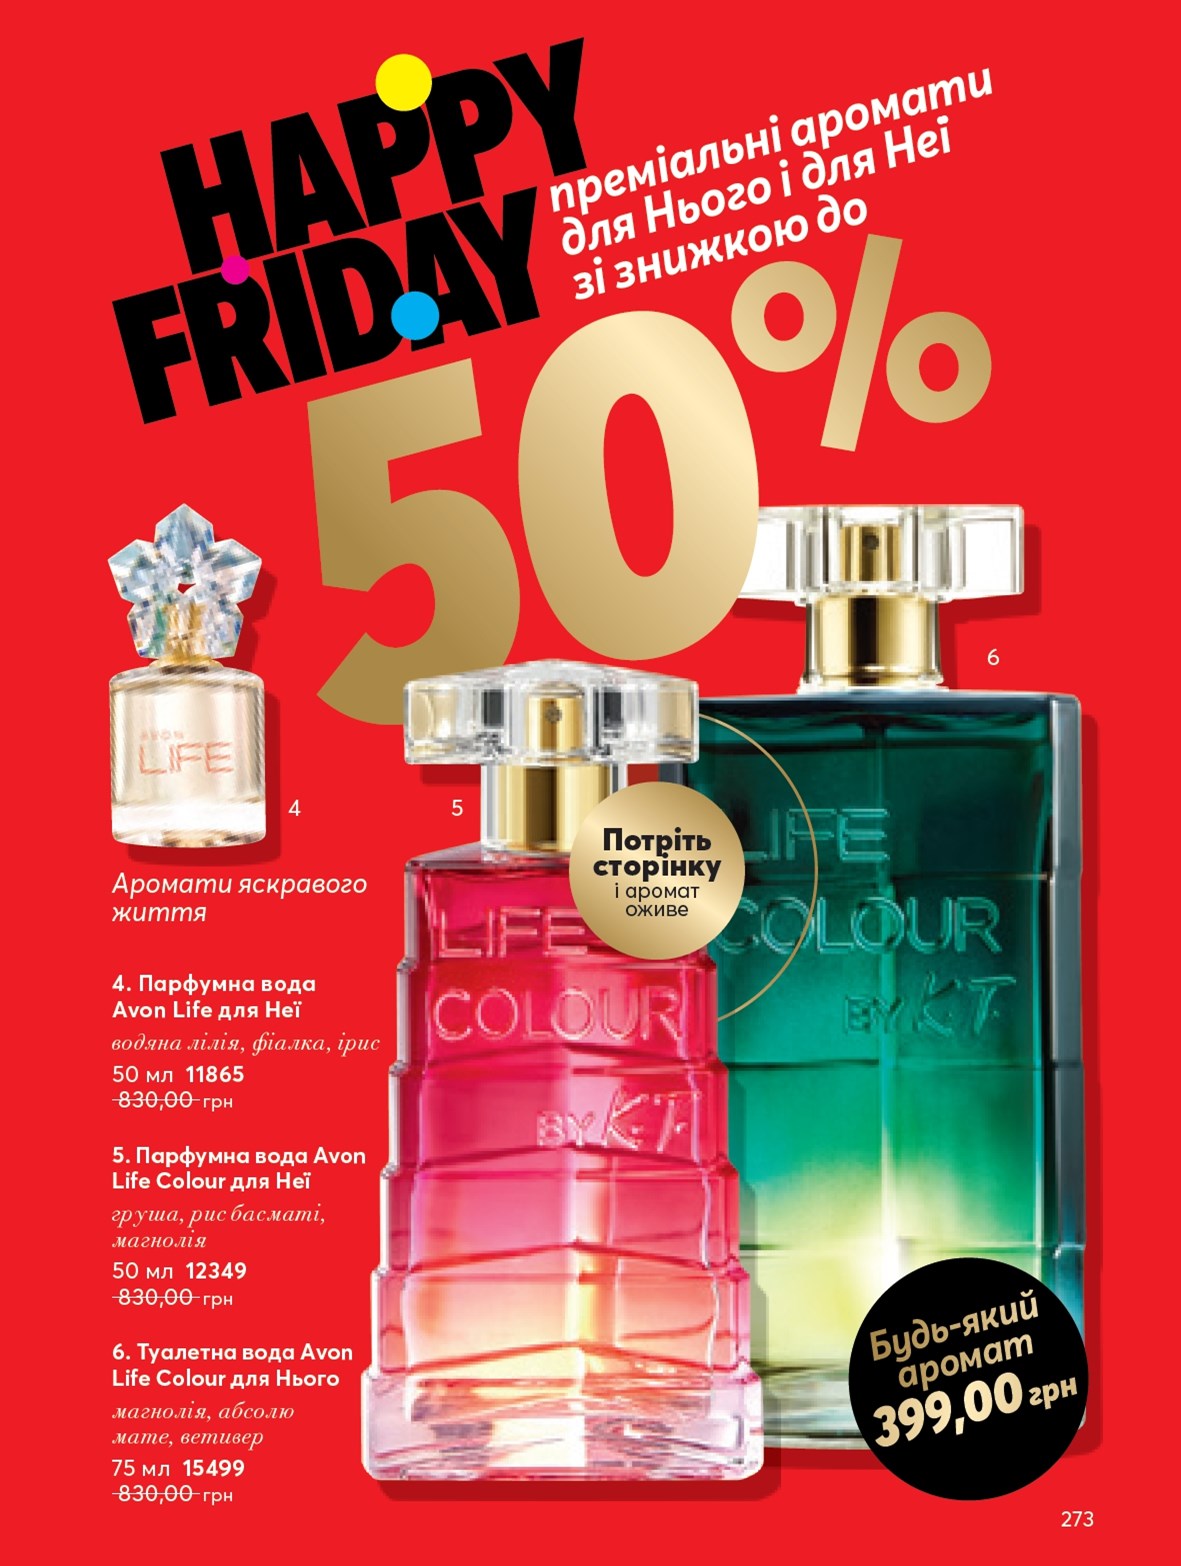 HAPPY
FRIDAY
преміальні аромати
для Нього і для Неї
зі знижкою до
50%
6
AVON
LIFE
4
5
LIFE
COLOUR
BY K.T.
LIFE
COLOUR
BY K.T.
Потріть
сторінку
і аромат
оживе
Аромати яскравого
життя
4. Парфумна вода
Avon Life для Неї
водяна лілія, фіалка, ірис
50 мл 11865
830,00 грн
5. Парфумна вода Avon
Life Colour для Неї
груша, рис басматі,
магнолія
50 мл 12349
830,00 грн
6. Туалетна вода Avon
Life Colour для Нього
магнолія, абсолю
мате, ветивер
75 мл 15499
830,00 грн
Будь-який
аромат
399,00 грн
273